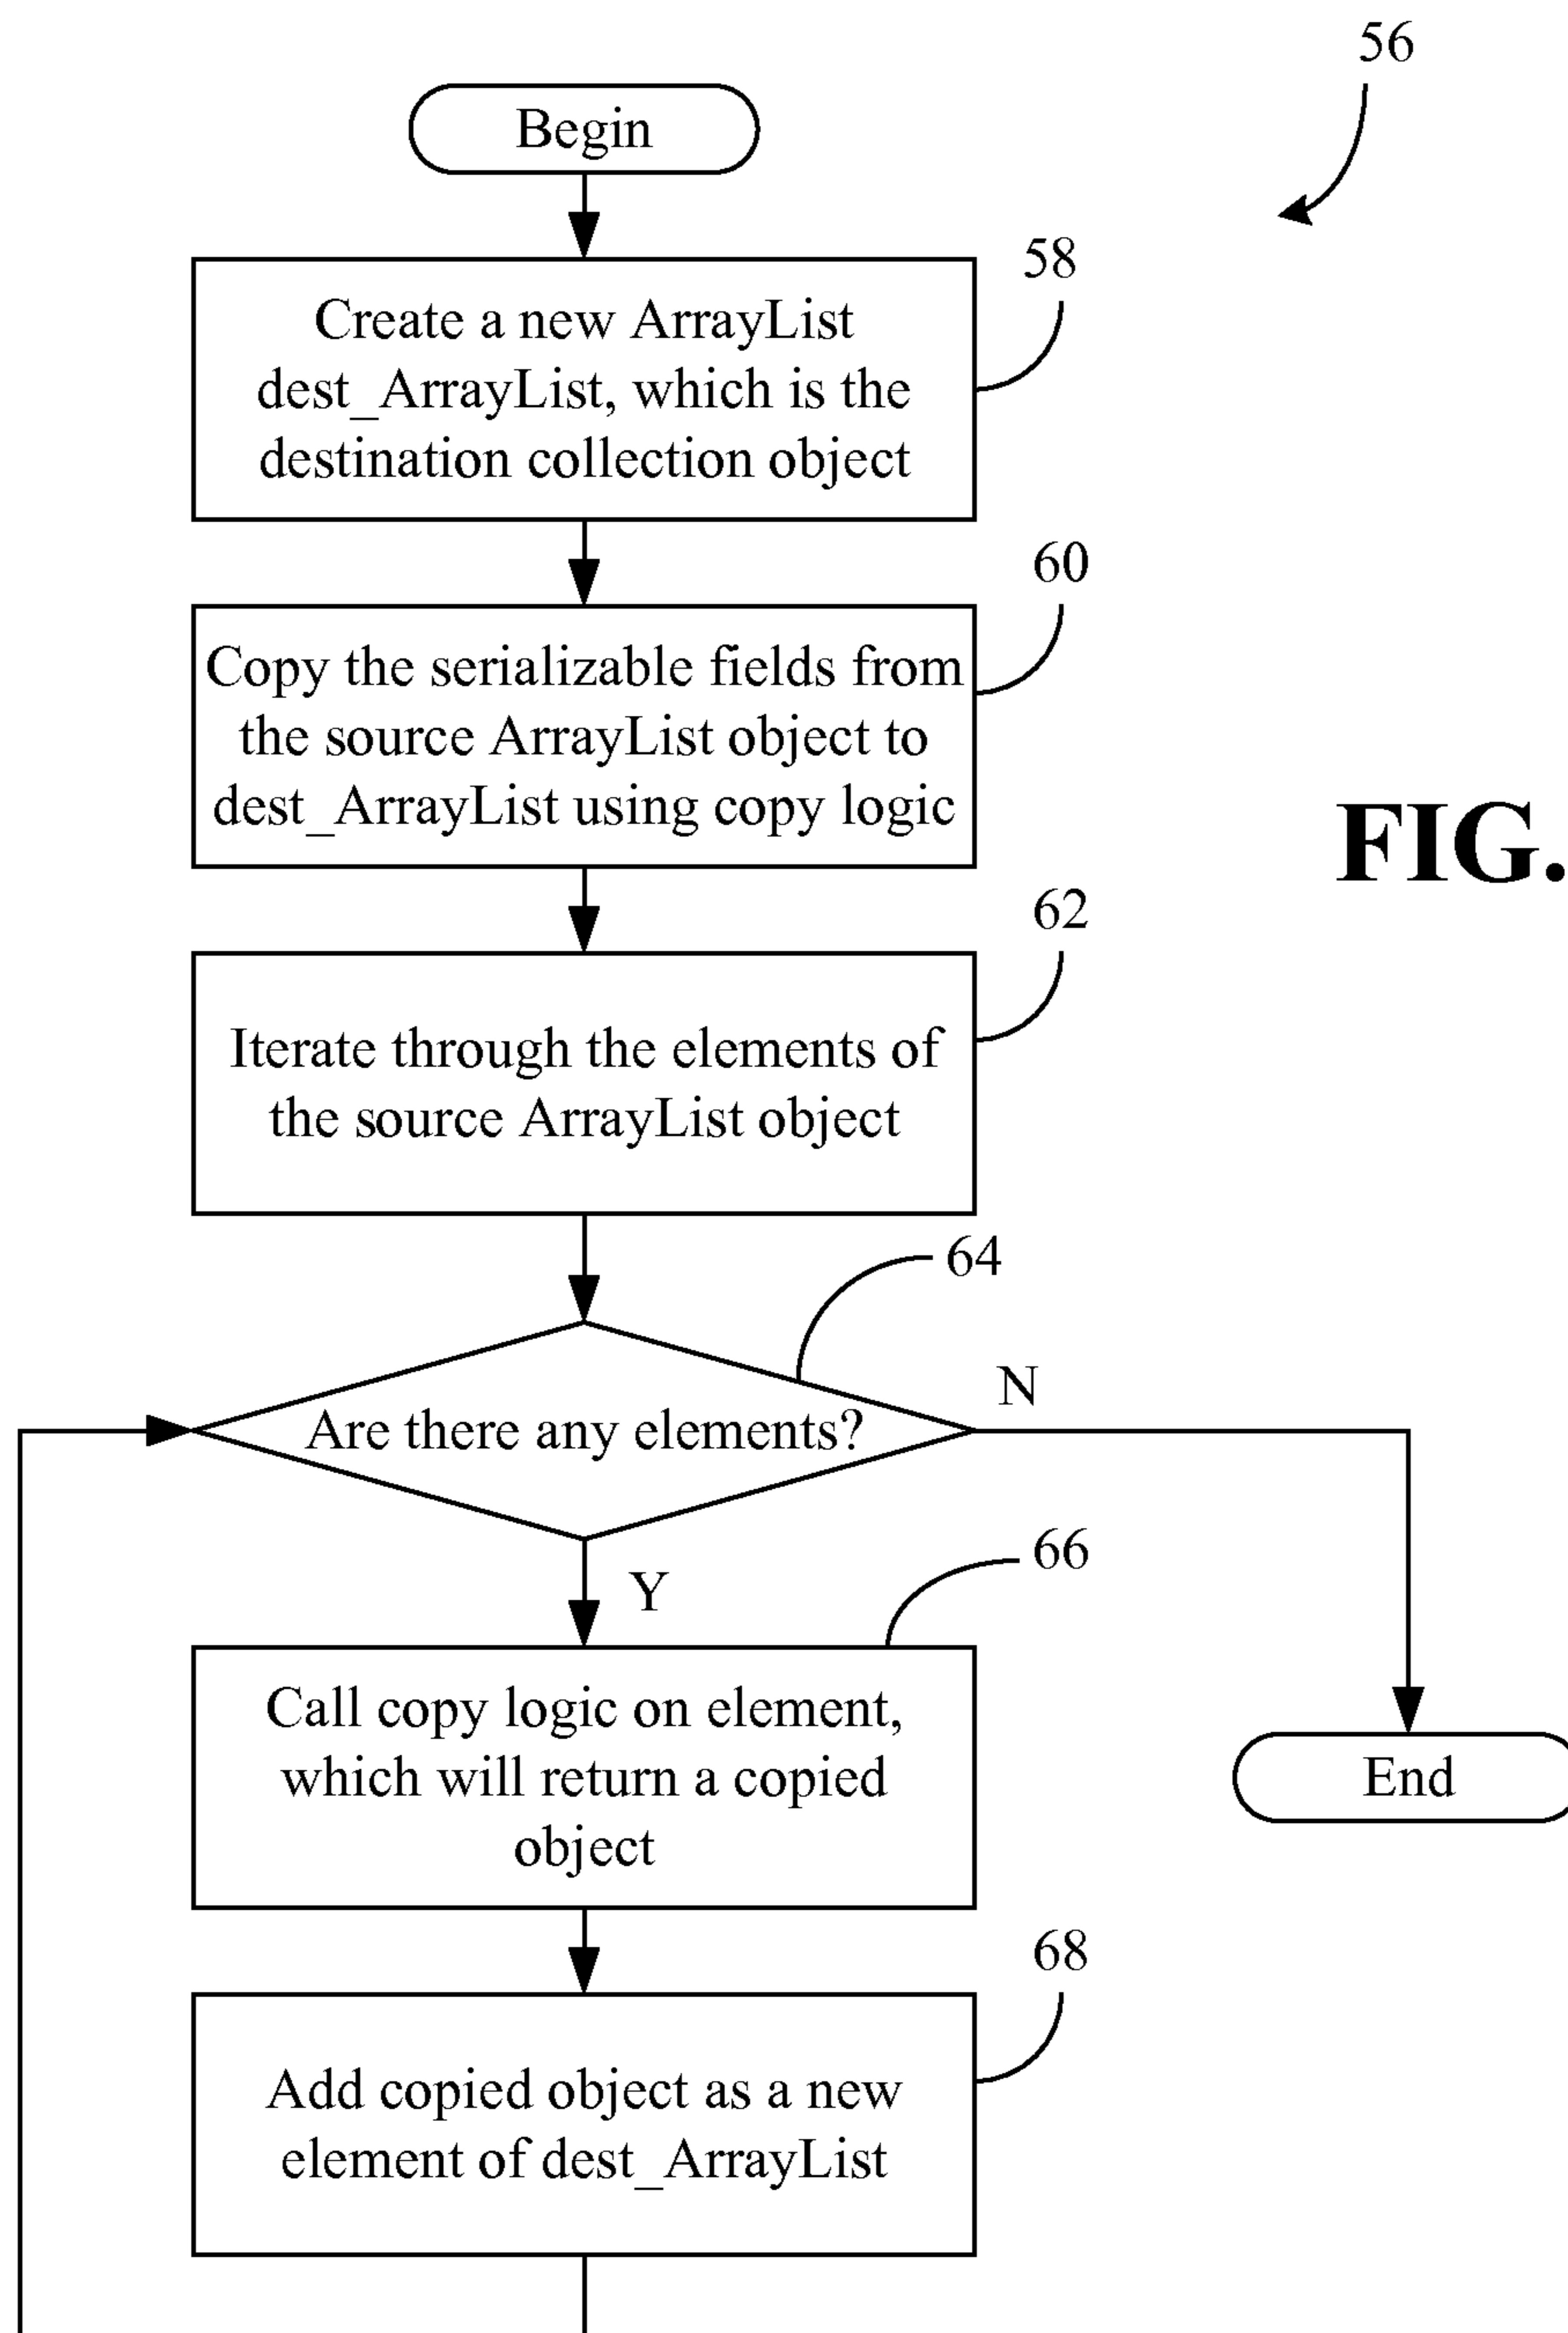 56
Begin
58
Create a new ArrayList
dest_ArrayList, which is the
destination collection object
60
Copy the serializable fields from
the source ArrayList object to
dest_ArrayList using copy logic
FIG.
62
Iterate through the elements of
the source ArrayList object
64
Are there any elements?
N
Y
66
Call copy logic on element,
which will return a copied
object
End
68
Add copied object as a new
element of dest_ArrayList